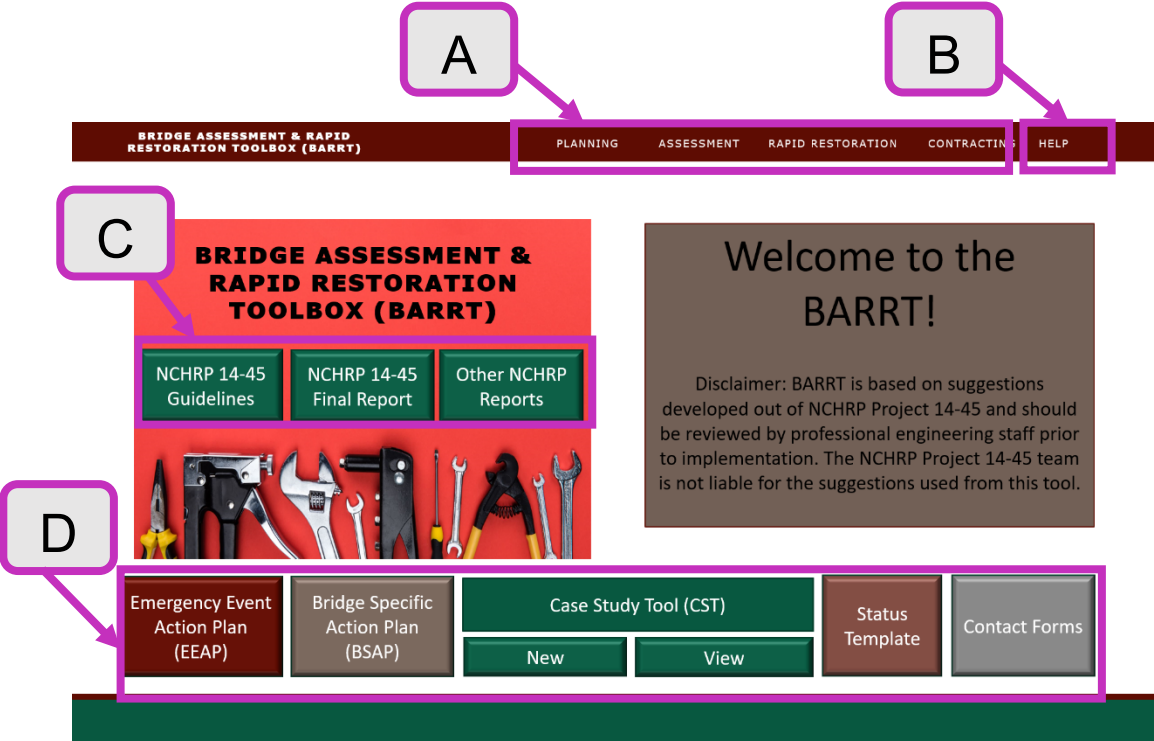 A
B
BRIDGE ASSESSMENT & RAPID
RESTORATION TOOLBOX (BARRT)
PLANNING
ASSESSMENT
RAPID RESTORATION
CONTRACTING
HELP
C
BRIDGE ASSESSMENT &
RAPID RESTORATION
TOOLBOX (BARRT)
NCHRP 14-45
Guidelines
NCHRP 14-45
Final Report
Other NCHRP
Reports
Welcome to the
BARRT!
Disclaimer: BARRT is based on suggestions
developed out of NCHRP Project 14-45 and should
be reviewed by professional engineering staff prior
to implementation. The NCHRP Project 14-45 team
is not liable for the suggestions used from this tool.
D
Emergency Event
Action Plan
(EEAP)
Bridge Specific
Action Plan
(BSAP)
Case Study Tool (CST)
New
View
Status
Template
Contact Forms